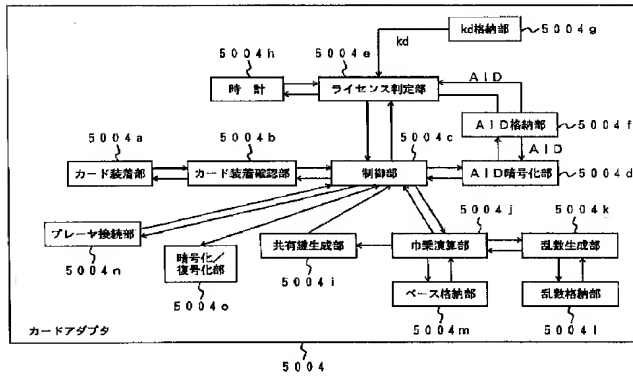 kd格納部 5004g
kd
5004h 5004e
時計 ライセンス判定部 AID
AID格納部 5004f
AID
5004a 5004b 5004c
カード装着部 カード装着確認部 制御部 AID暗号化部 5004d
5004j 5004k
プレーヤ接続部 暗号化／復号化部 共有鍵生成部 巾乗演算部 乱数生成部
5004n 5004o 5004i
ベース格納部 乱数格納部
5004m 5004l
カードアダプタ
5004